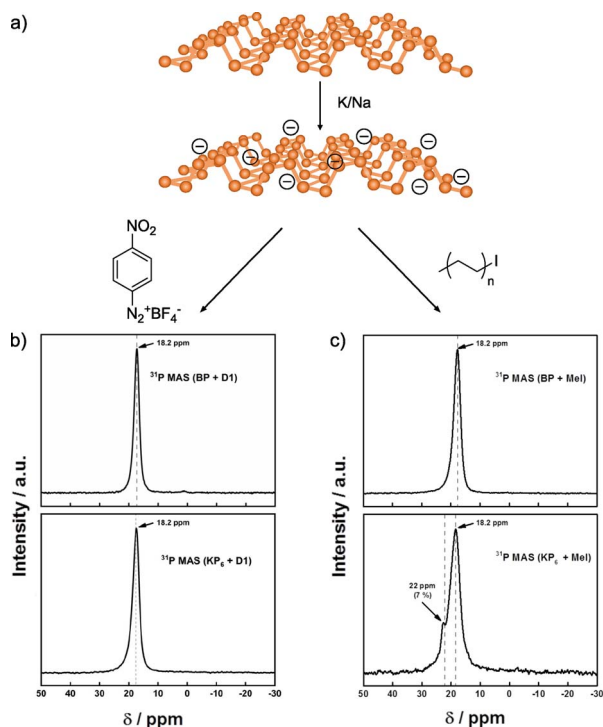 a)
K/Na
NO₂
N₂⁺BF₄⁻
I
n
b)
18.2 ppm
³¹P MAS (BP + D1)
18.2 ppm
³¹P MAS (KP₆ + D1)
Intensity / a.u.
50 40 30 20 10 0 -10 -20 -30
δ / ppm
c)
18.2 ppm
³¹P MAS (BP + MeI)
18.2 ppm
³¹P MAS (KP₆ + MeI)
22 ppm
(7 %)
Intensity / a.u.
50 40 30 20 10 0 -10 -20 -30
δ / ppm